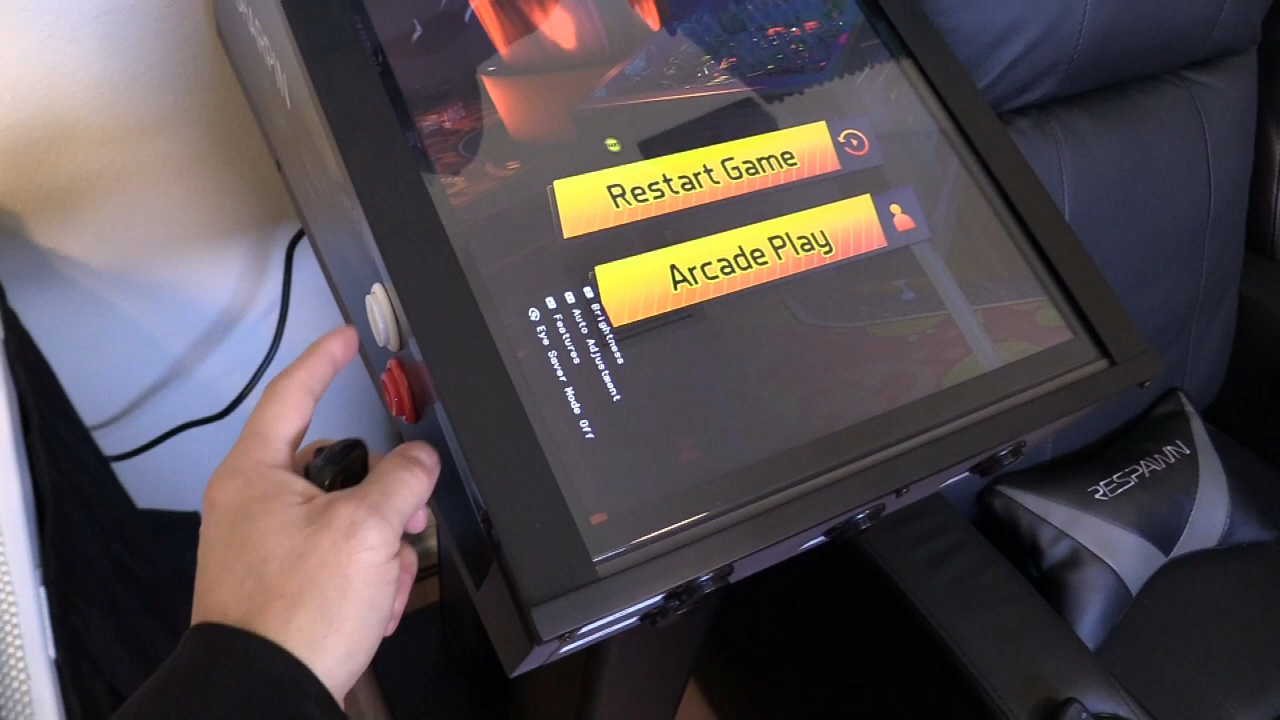 Restart Game
Arcade Play
Brightness
Auto Adjustment
Features
Eye Saver Mode Off
RESPAWN